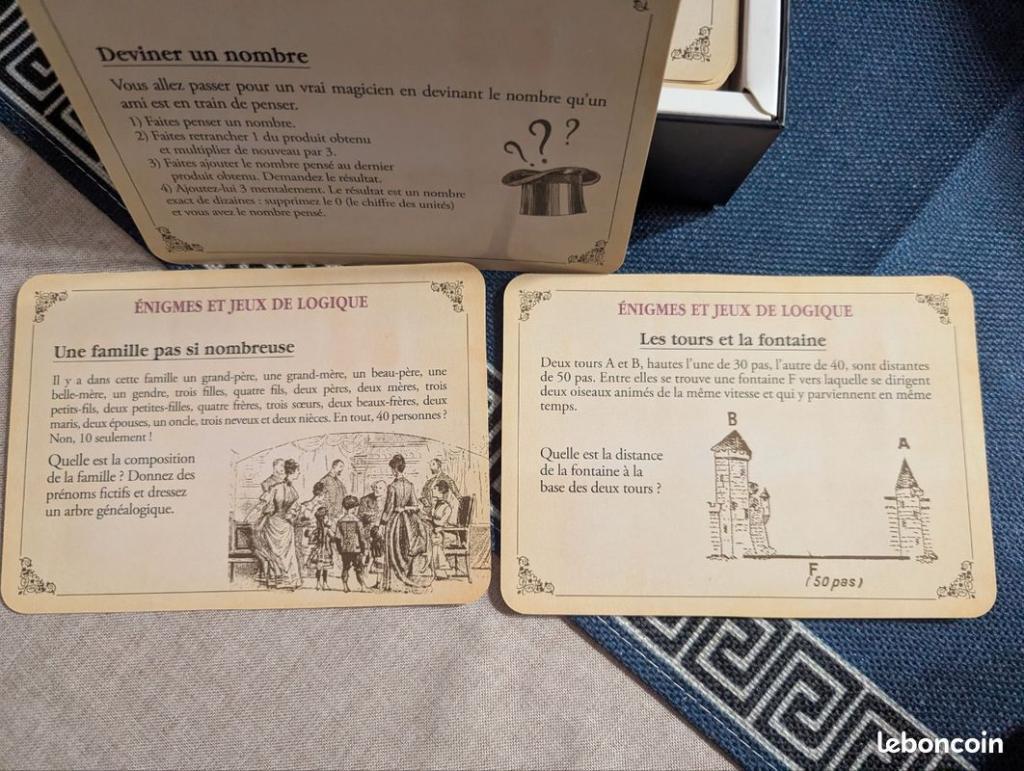 Deviner un nombre
Vous allez passer pour un vrai magicien en devinant le nombre qu'un
ami est en train de penser.
1) Faites penser un nombre.
2) Faites retrancher 1 du produit obtenu
et multiplier de nouveau par 3.
3) Faites ajouter le nombre pensé au dernier
produit obtenu. Demandez le résultat.
4) Ajoutez-lui 3 mentalement. Le résultat est un nombre
exact de dizaines : supprimez le 0 (le chiffre des unités)
et vous avez le nombre pensé.
? ? ?
ÉNIGMES ET JEUX DE LOGIQUE
Une famille pas si nombreuse
Il y a dans cette famille un grand-père, une grand-mère, un beau-père, une
belle-mère, un gendre, trois filles, quatre fils, deux pères, deux mères, trois
petits-fils, deux petites-filles, quatre frères, trois sœurs, deux beaux-frères, deux
maris, deux épouses, un oncle, trois neveux et deux nièces. En tout, 40 personnes ?
Non, 10 seulement !
Quelle est la composition
de la famille ? Donnez des
prénoms fictifs et dressez
un arbre généalogique.
ÉNIGMES ET JEUX DE LOGIQUE
Les tours et la fontaine
Deux tours A et B, hautes l'une de 30 pas, l'autre de 40, sont distantes
de 50 pas. Entre elles se trouve une fontaine F vers laquelle se dirigent
deux oiseaux animés de la même vitesse et qui y parviennent en même
temps.
Quelle est la distance
de la fontaine à la
base des deux tours ?
B
A
F
(50 pas)
leboncoin